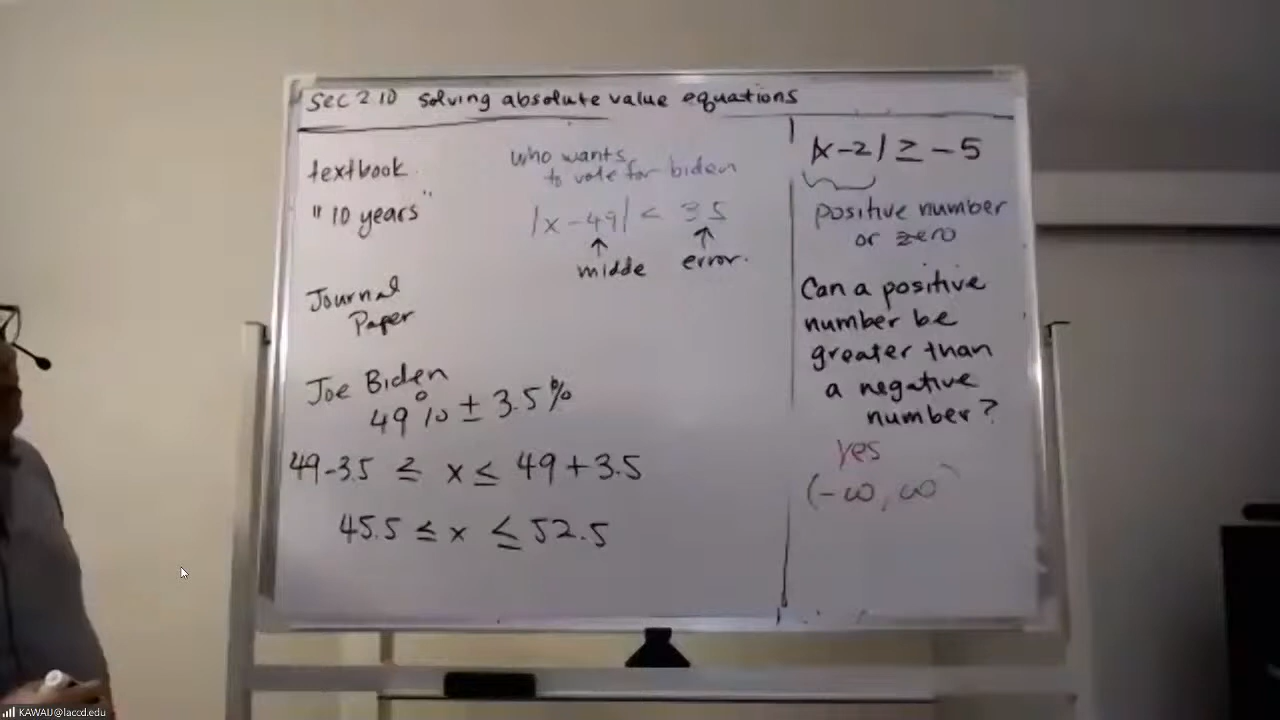 Sec 2 10 Solving absolute value equations
textbook
"10 years"
Journal
Paper
Joe Biden
49% ± 3.5%
49-3.5 ≥ x ≤ 49+3.5
45.5 ≤ x ≤ 52.5
who wants
to vote for biden
|x-49| < 3.5
↑ ↑
midde error.
|x-2| ≥ -5
positive number
or zero
Can a positive
number be
greater than
a negative
number?
yes
(-∞, ∞)
KAWAIJ@laccd.edu